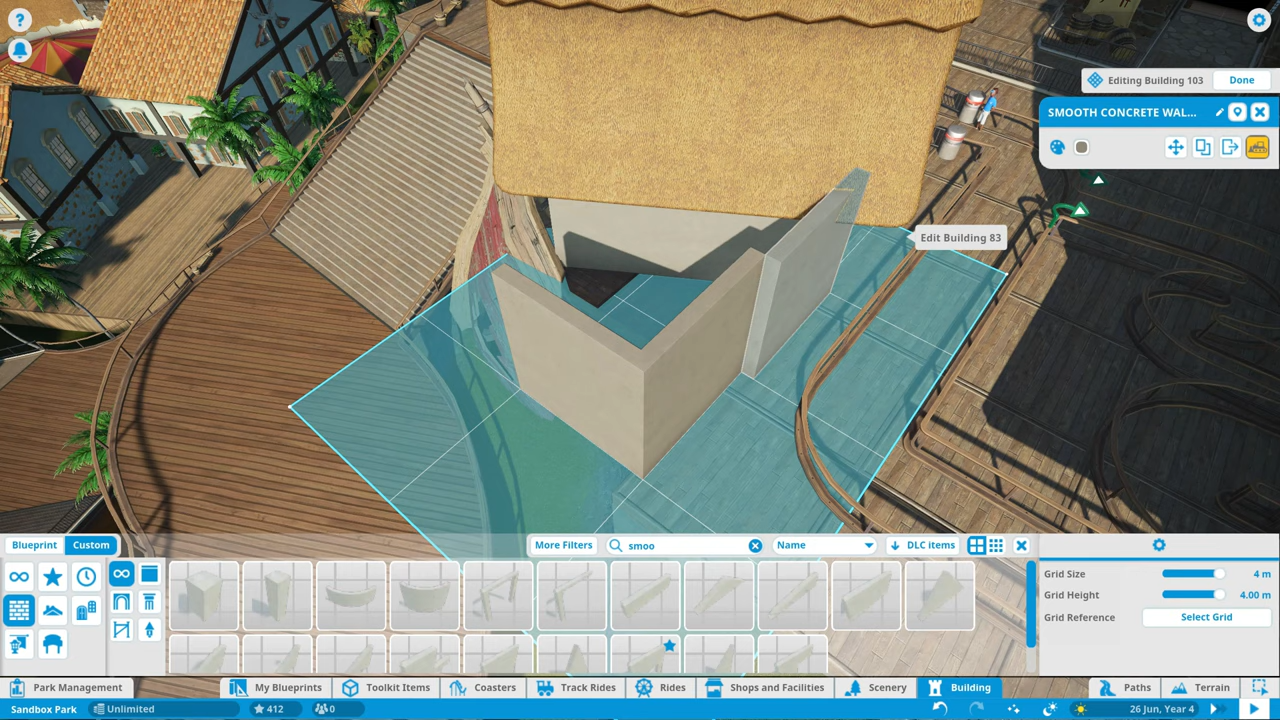 ?
Editing Building 103
Done
SMOOTH CONCRETE WAL...
Edit Building 83
Blueprint
Custom
More Filters
smoo
Name
DLC items
Grid Size
4 m
Grid Height
4.00 m
Grid Reference
Select Grid
Park Management
My Blueprints
Toolkit Items
Coasters
Track Rides
Rides
Shops and Facilities
Scenery
Building
Paths
Terrain
Sandbox Park
Unlimited
412
0
26 Jun, Year 4